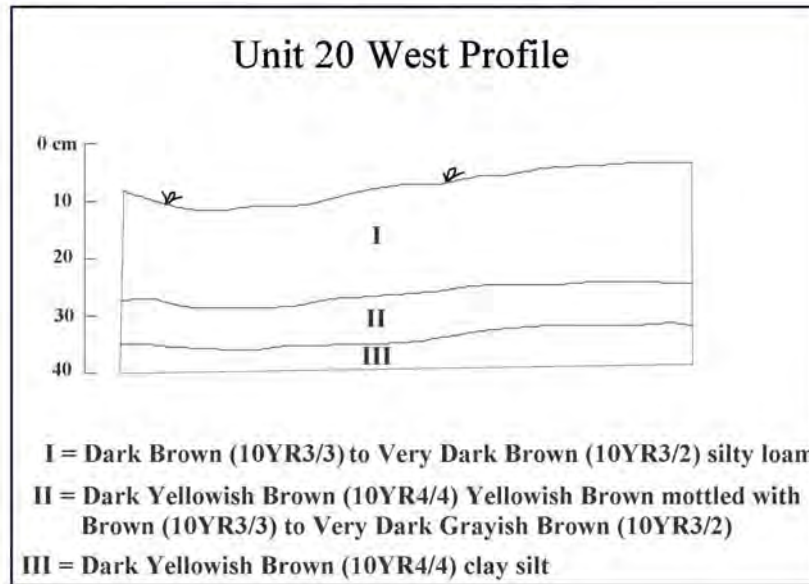 Unit 20 West Profile
0 cm
10
20
30
40
I
II
III
I = Dark Brown (10YR3/3) to Very Dark Brown (10YR3/2) silty loam
II = Dark Yellowish Brown (10YR4/4) Yellowish Brown mottled with
Brown (10YR3/3) to Very Dark Grayish Brown (10YR3/2)
III = Dark Yellowish Brown (10YR4/4) clay silt